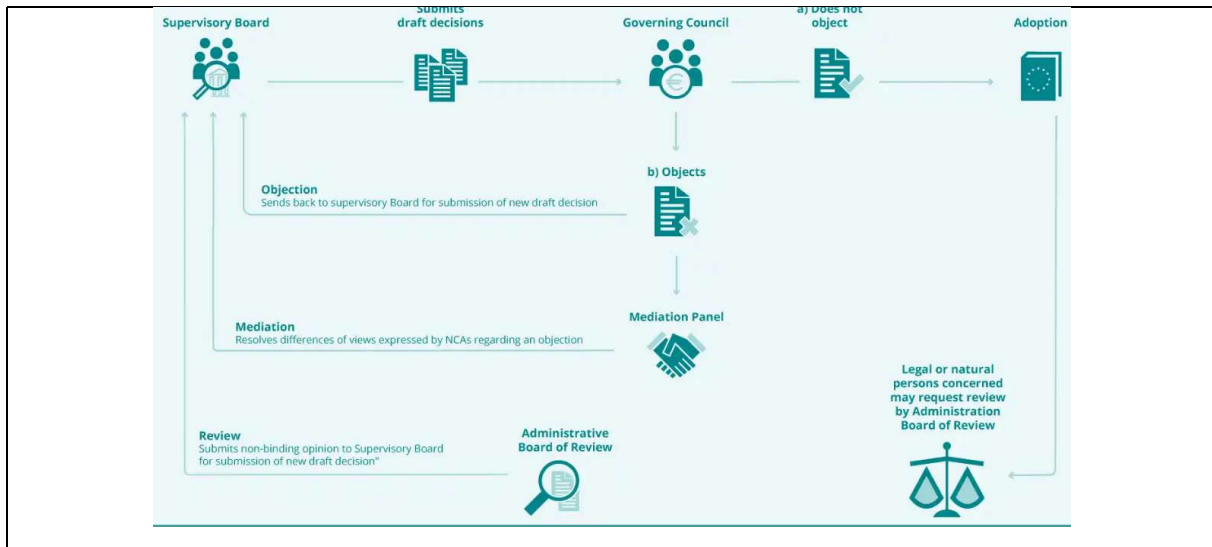 Supervisory Board
Submits
draft decisions
Governing Council
a) Does not
object
Adoption
b) Objects
Objection
Sends back to supervisory Board for submission of new draft decision
Mediation Panel
Mediation
Resolves differences of views expressed by NCAs regarding an objection
Legal or natural
persons concerned
may request review
by Administration
Board of Review
Administrative
Board of Review
Review
Submits non-binding opinion to Supervisory Board
for submission of new draft decision"